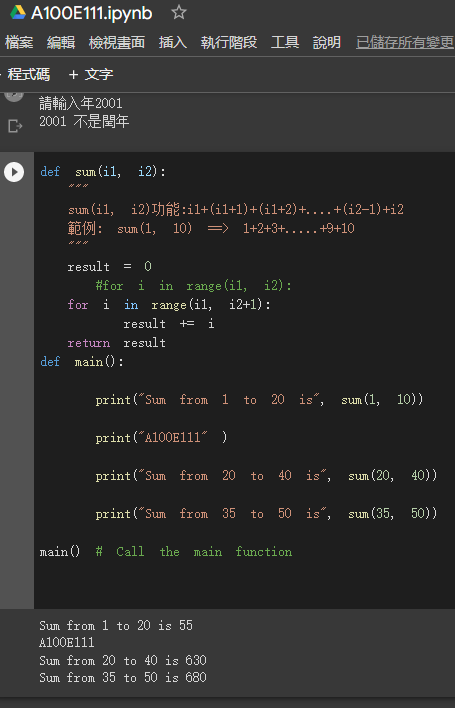 A100E111.ipynb
檔案 編輯 檢視畫面 插入 執行階段 工具 說明 已儲存所有變更
程式碼 + 文字
請輸入年2001
2001 不是閏年
def sum(i1, i2):
"""
sum(i1, i2)功能:i1+(i1+1)+(i1+2)+....+(i2-1)+i2
範例: sum(1, 10) ==> 1+2+3+.....+9+10
"""
result = 0
#for i in range(i1, i2):
for i in range(i1, i2+1):
result += i
return result
def main():
print("Sum from 1 to 20 is", sum(1, 10))
print("A100E111" )
print("Sum from 20 to 40 is", sum(20, 40))
print("Sum from 35 to 50 is", sum(35, 50))
main() # Call the main function
Sum from 1 to 20 is 55
A100E111
Sum from 20 to 40 is 630
Sum from 35 to 50 is 680